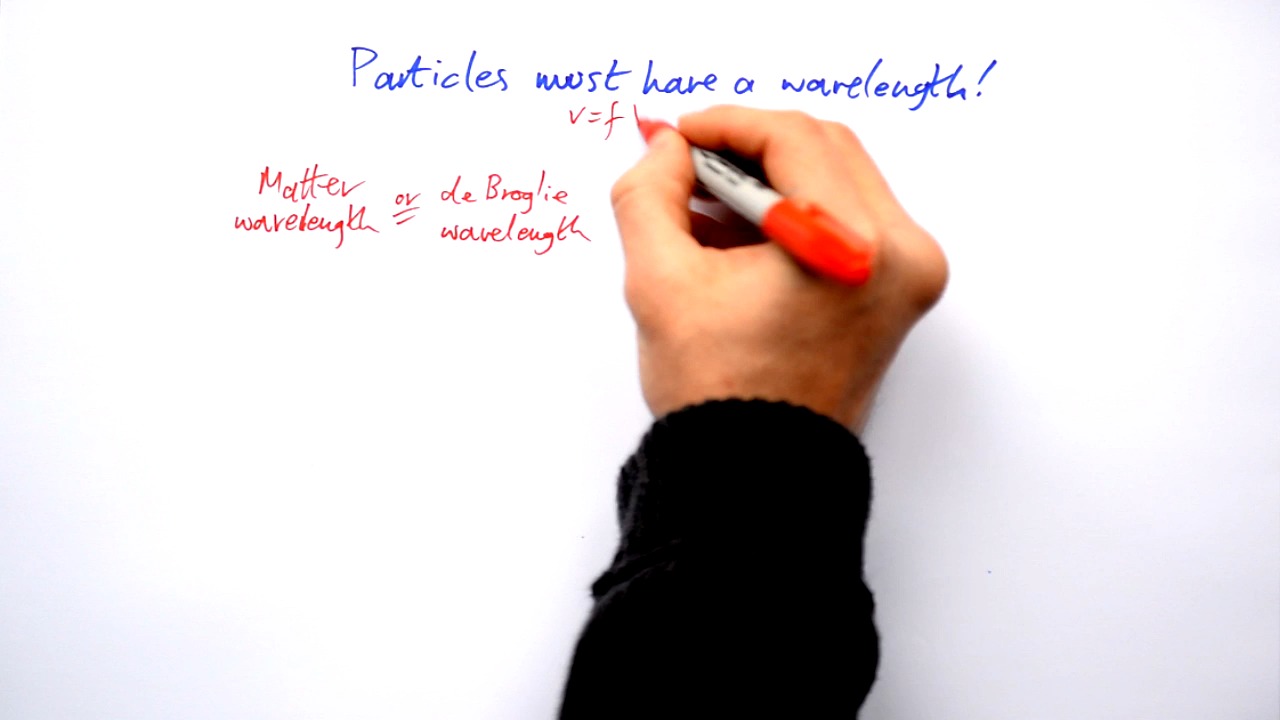 Particles must have a wavelength!
v=f
Matter or de Broglie
wavelength wavelength